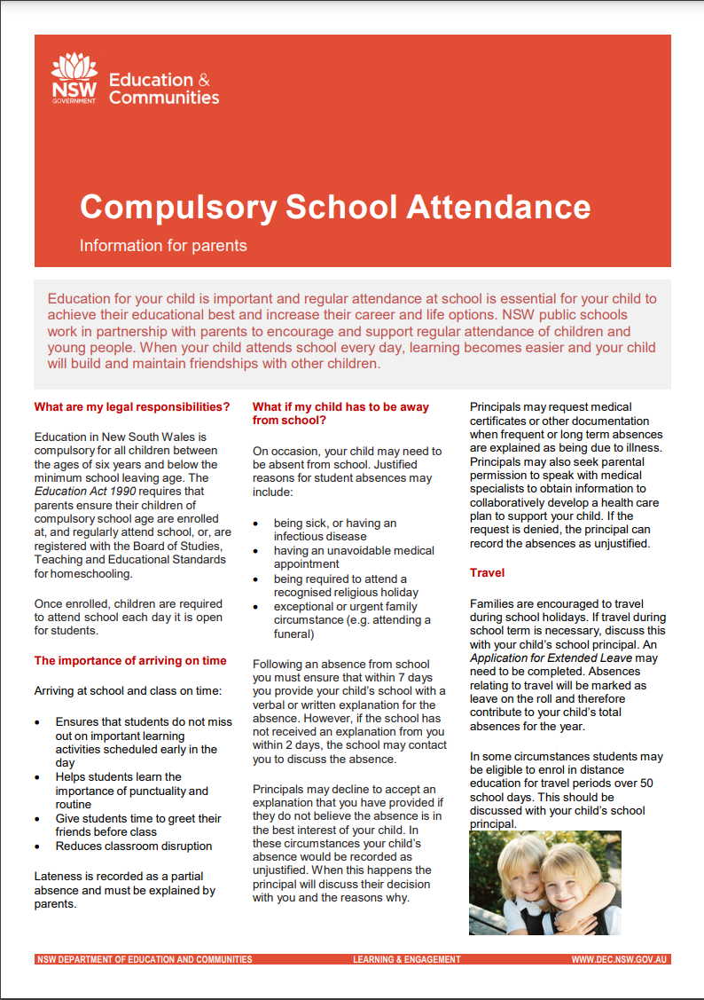 NSW
GOVERNMENT
Education &
Communities
Compulsory School Attendance
Information for parents
Education for your child is important and regular attendance at school is essential for your child to
achieve their educational best and increase their career and life options. NSW public schools
work in partnership with parents to encourage and support regular attendance of children and
young people. When your child attends school every day, learning becomes easier and your child
will build and maintain friendships with other children.
What are my legal responsibilities?
Education in New South Wales is
compulsory for all children between
the ages of six years and below the
minimum school leaving age. The
Education Act 1990 requires that
parents ensure their children of
compulsory school age are enrolled
at, and regularly attend school, or, are
registered with the Board of Studies,
Teaching and Educational Standards
for homeschooling.
Once enrolled, children are required
to attend school each day it is open
for students.
The importance of arriving on time
Arriving at school and class on time:
• Ensures that students do not miss
out on important learning
activities scheduled early in the
day
• Helps students learn the
importance of punctuality and
routine
• Give students time to greet their
friends before class
• Reduces classroom disruption
Lateness is recorded as a partial
absence and must be explained by
parents.
What if my child has to be away
from school?
On occasion, your child may need to
be absent from school. Justified
reasons for student absences may
include:
• being sick, or having an
infectious disease
• having an unavoidable medical
appointment
• being required to attend a
recognised religious holiday
• exceptional or urgent family
circumstance (e.g. attending a
funeral)
Following an absence from school
you must ensure that within 7 days
you provide your child's school with a
verbal or written explanation for the
absence. However, if the school has
not received an explanation from you
within 2 days, the school may contact
you to discuss the absence.
Principals may decline to accept an
explanation that you have provided if
they do not believe the absence is in
the best interest of your child. In
these circumstances your child's
absence would be recorded as
unjustified. When this happens the
principal will discuss their decision
with you and the reasons why.
Principals may request medical
certificates or other documentation
when frequent or long term absences
are explained as being due to illness.
Principals may also seek parental
permission to speak with medical
specialists to obtain information to
collaboratively develop a health care
plan to support your child. If the
request is denied, the principal can
record the absences as unjustified.
Travel
Families are encouraged to travel
during school holidays. If travel during
school term is necessary, discuss this
with your child's school principal. An
Application for Extended Leave may
need to be completed. Absences
relating to travel will be marked as
leave on the roll and therefore
contribute to your child's total
absences for the year.
In some circumstances students may
be eligible to enrol in distance
education for travel periods over 50
school days. This should be
discussed with your child's school
principal.
NSW DEPARTMENT OF EDUCATION AND COMMUNITIES
LEARNING & ENGAGEMENT
WWW.DEC.NSW.GOV.AU